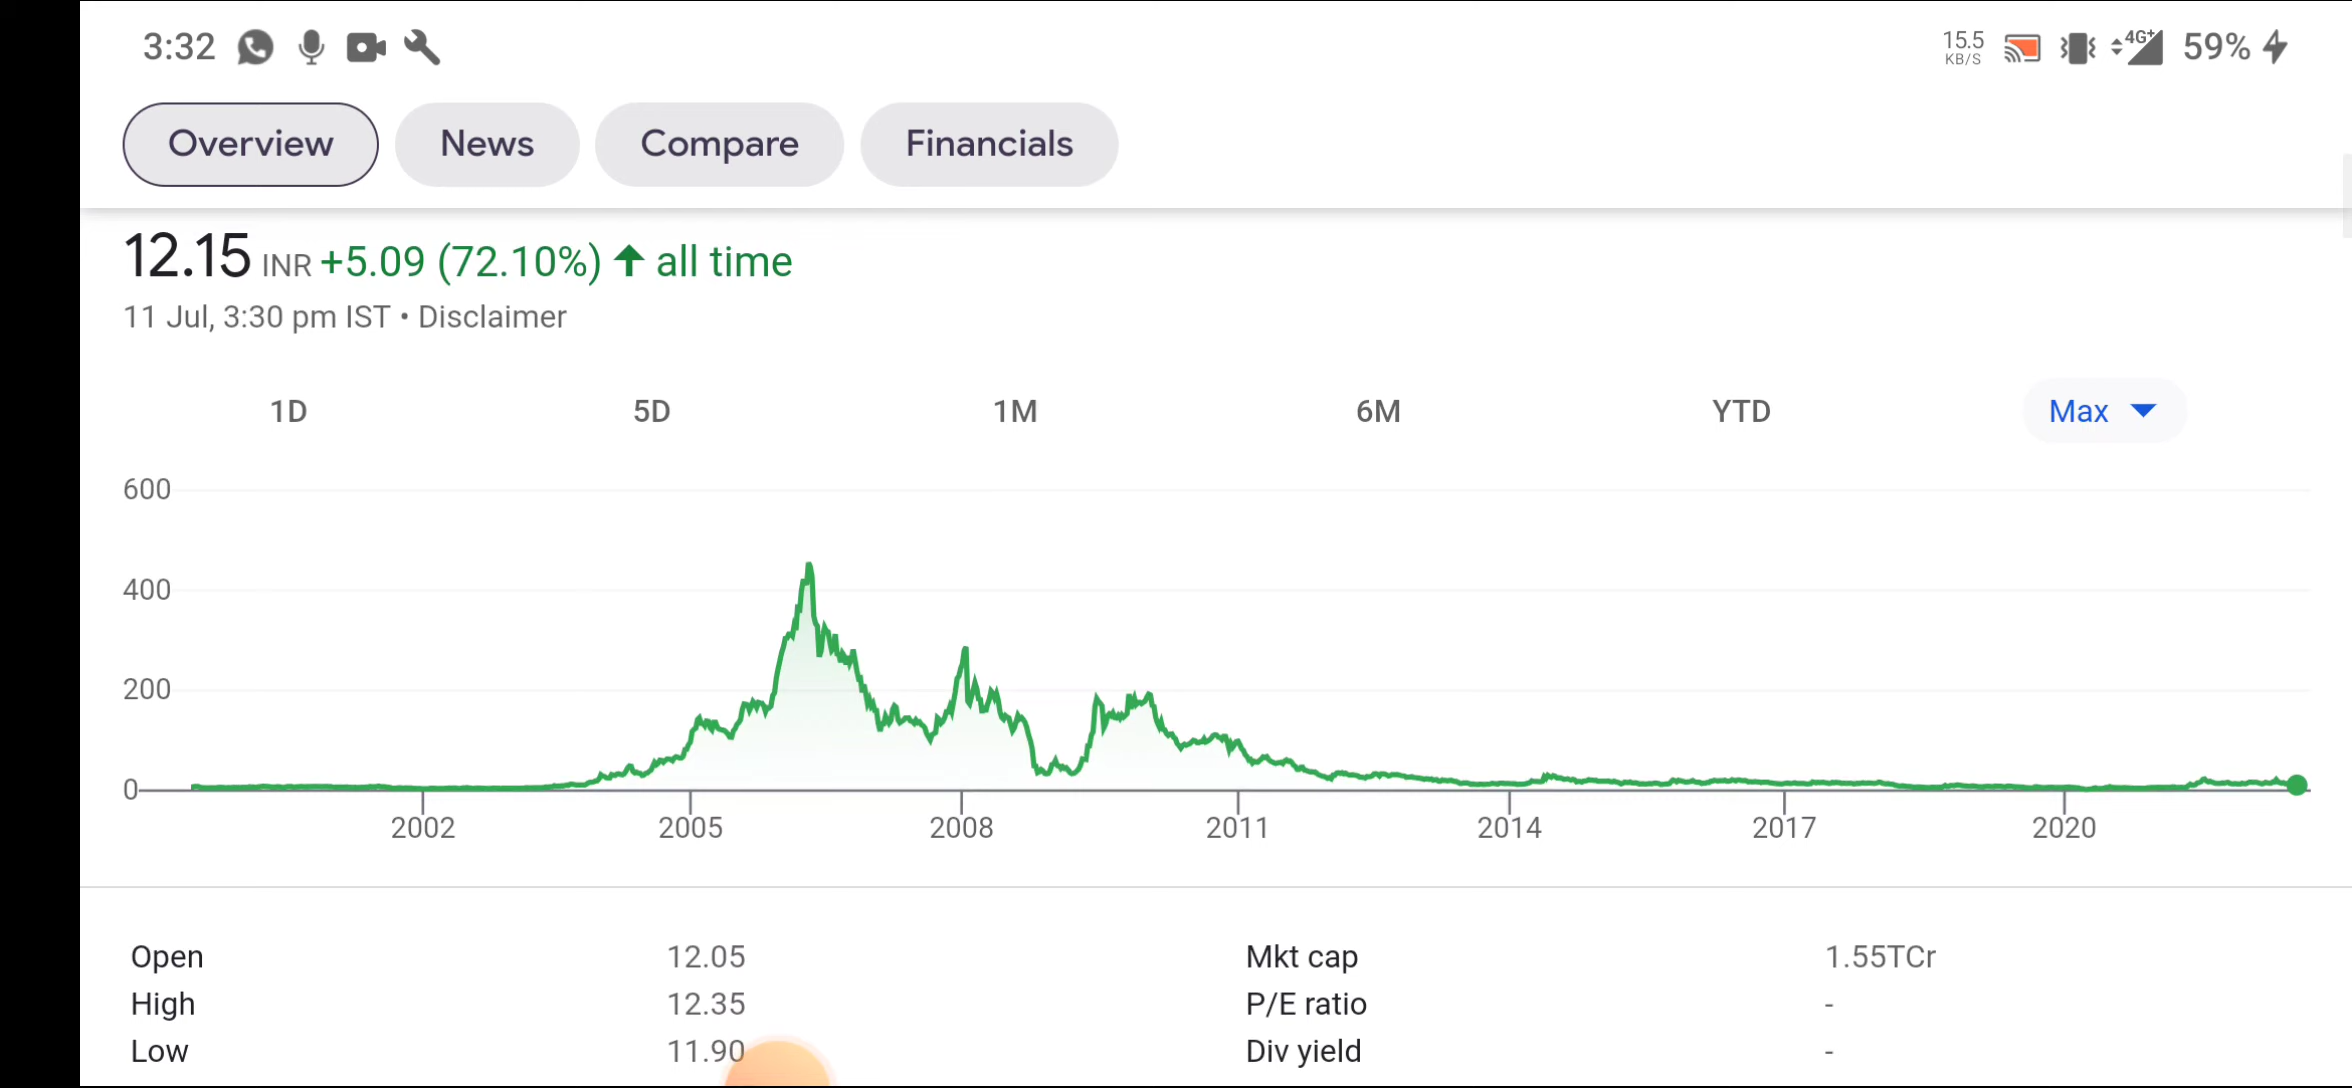 3:32
15.5 KB/S 4G+ 59%
Overview News Compare Financials
12.15 INR +5.09 (72.10%) all time
11 Jul, 3:30 pm IST • Disclaimer
1D 5D 1M 6M YTD Max
600
400
200
0
2002 2005 2008 2011 2014 2017 2020
Open 12.05 Mkt cap 1.55TCr
High 12.35 P/E ratio -
Low 11.90 Div yield -